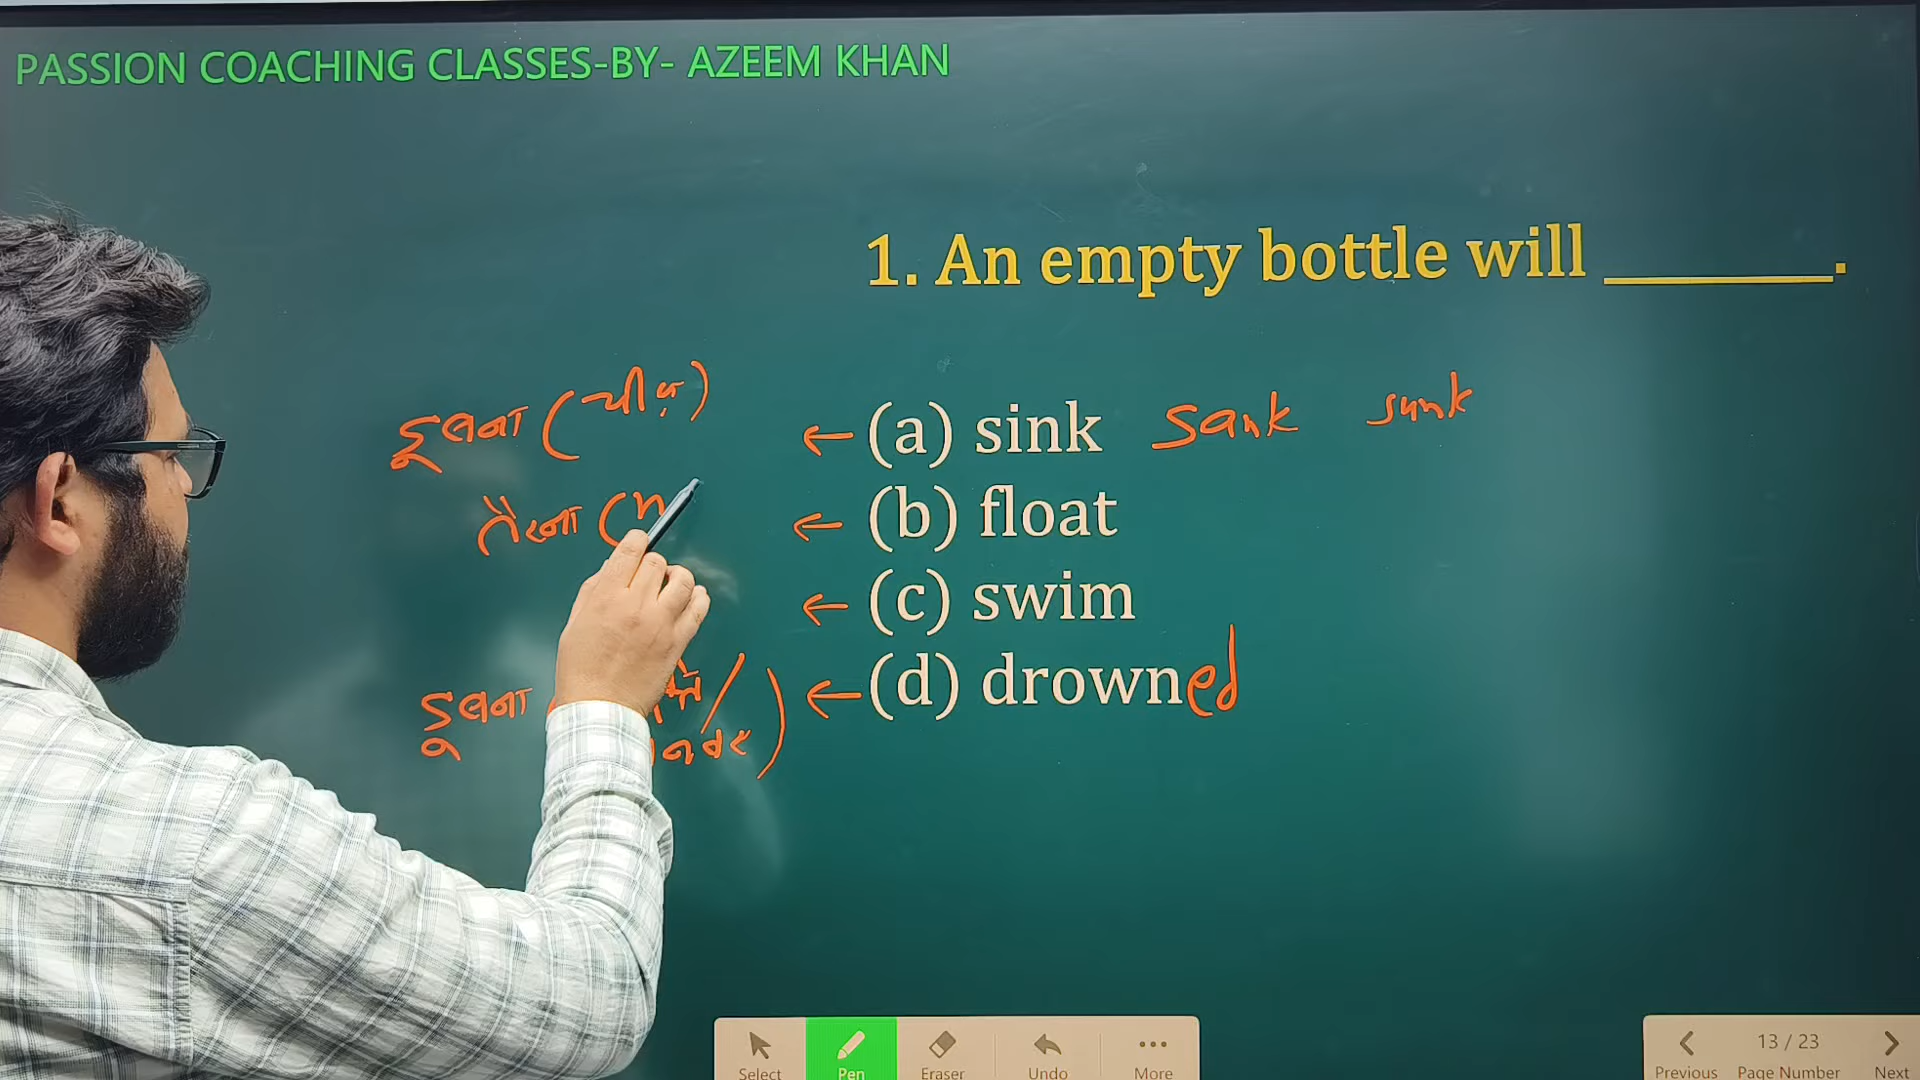 PASSION COACHING CLASSES-BY- AZEEM KHAN
1. An empty bottle will ______.
डूबना (चीज़) ← (a) sink sank sunk
तैरना ( ← (b) float
← (c) swim
डूबना ← (d) drowned
Select Pen Eraser Undo More
Previous 13 / 23 Page Number Next